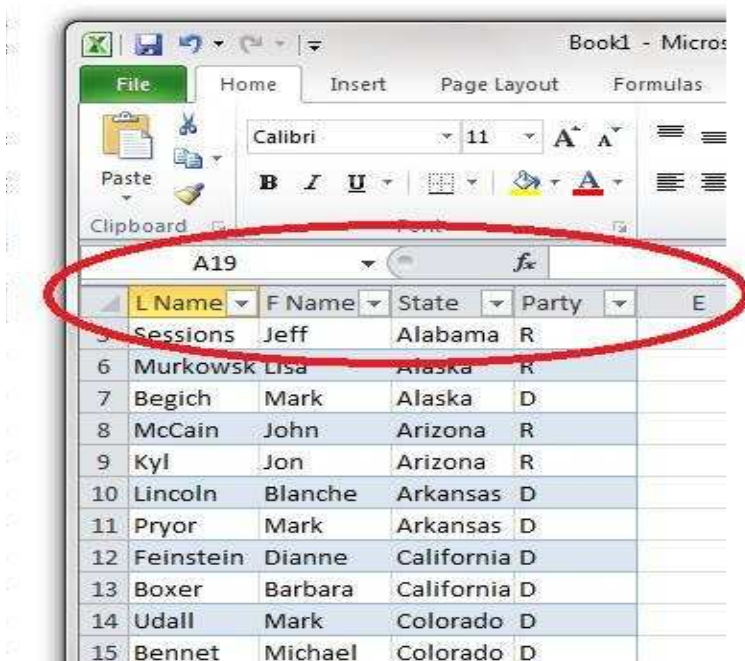 Book1 - Micros
File Home Insert Page Layout Formulas
Calibri 11 A A
Paste B I U A
Clipboard Font
A19 fx
L Name F Name State Party E
5 Sessions Jeff Alabama R
6 Murkowsk Lisa Alaska R
7 Begich Mark Alaska D
8 McCain John Arizona R
9 Kyl Jon Arizona R
10 Lincoln Blanche Arkansas D
11 Pryor Mark Arkansas D
12 Feinstein Dianne California D
13 Boxer Barbara California D
14 Udall Mark Colorado D
15 Bennet Michael Colorado D